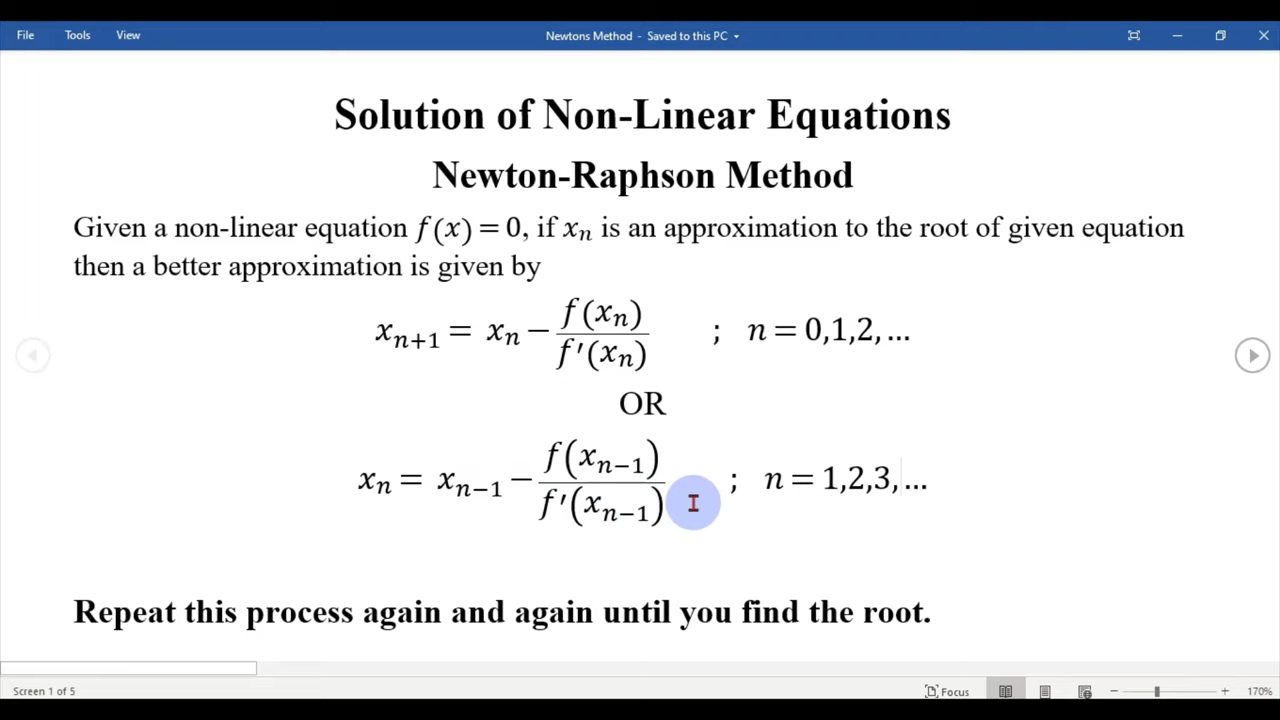 File Tools View Newtons Method - Saved to this PC
Solution of Non-Linear Equations
Newton-Raphson Method
Given a non-linear equation f(x) = 0, if xₙ is an approximation to the root of given equation
then a better approximation is given by
xₙ₊₁ = xₙ − f(xₙ)/f′(xₙ) ; n = 0,1,2, …
OR
xₙ = xₙ₋₁ − f(xₙ₋₁)/f′(xₙ₋₁) ; n = 1,2,3, …
Repeat this process again and again until you find the root.
Screen 1 of 5 Focus 170%